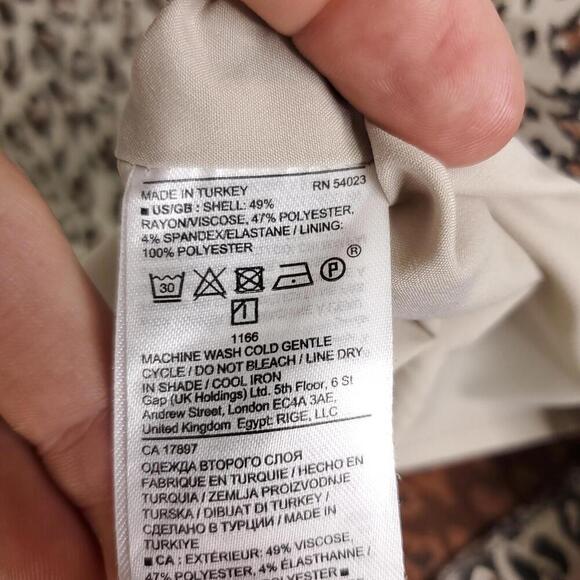 MADE IN TURKEY RN 54023
■ US/GB : SHELL: 49%
RAYON/VISCOSE, 47% POLYESTER,
4% SPANDEX/ELASTANE / LINING:
100% POLYESTER
30 P ®
1166
MACHINE WASH COLD GENTLE
CYCLE / DO NOT BLEACH / LINE DRY
IN SHADE / COOL IRON
Gap (UK Holdings) Ltd. 5th Floor, 6 St
Andrew Street, London EC4A 3AE,
United Kingdom Egypt: RIGE, LLC
CA 17897
ОДЕЖДА ВТОРОГО СЛОЯ
FABRIQUE EN TURQUIE / HECHO EN
TURQUIA / ZEMLJA PROIZVODNJE
TURSKA / DIBUAT DI TURKEY /
СДЕЛАНО В ТУРЦИИ / MADE IN
TURKIYE
■ CA : EXTÉRIEUR: 49% VISCOSE,
47% POLYESTER, 4% ÉLASTHANNE /